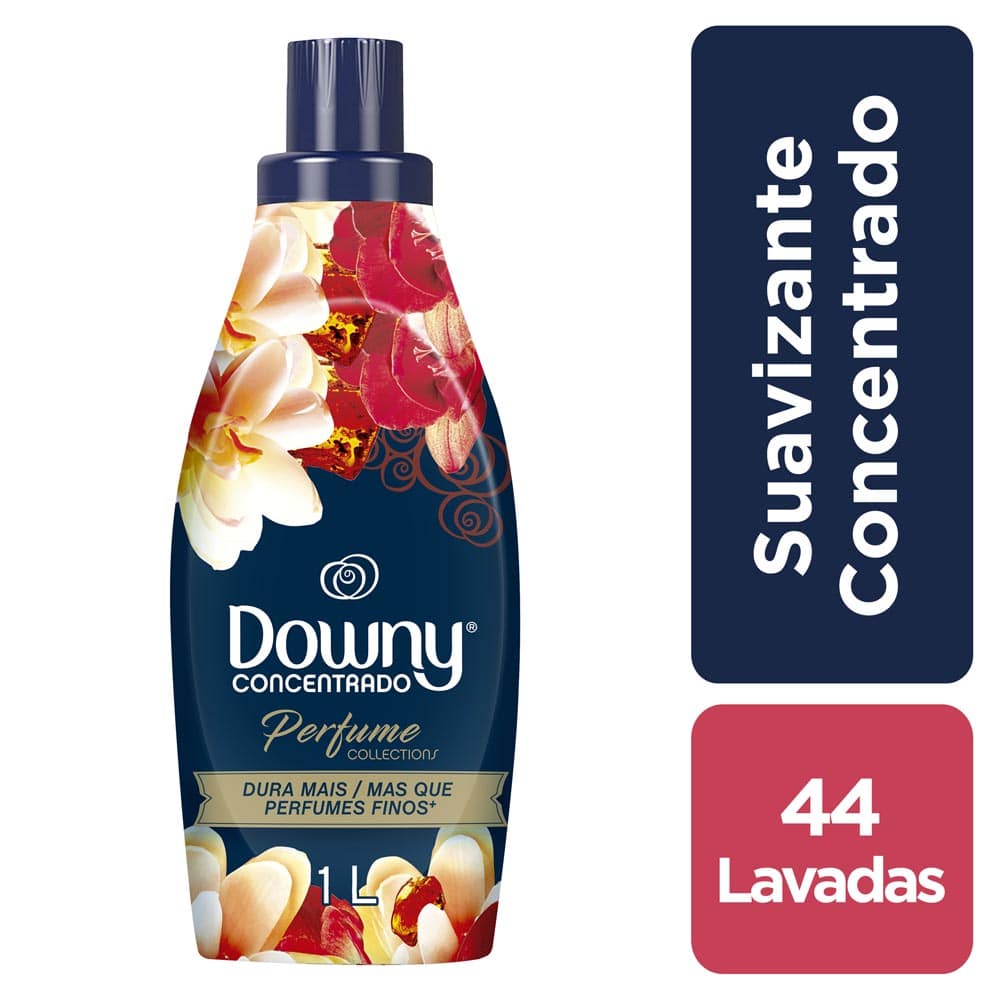 Downy®
CONCENTRADO
Perfume
COLLECTIONS
DURA MAIS / MAS QUE
PERFUMES FINOS+
1 L
Suavizante
Concentrado
44
Lavadas